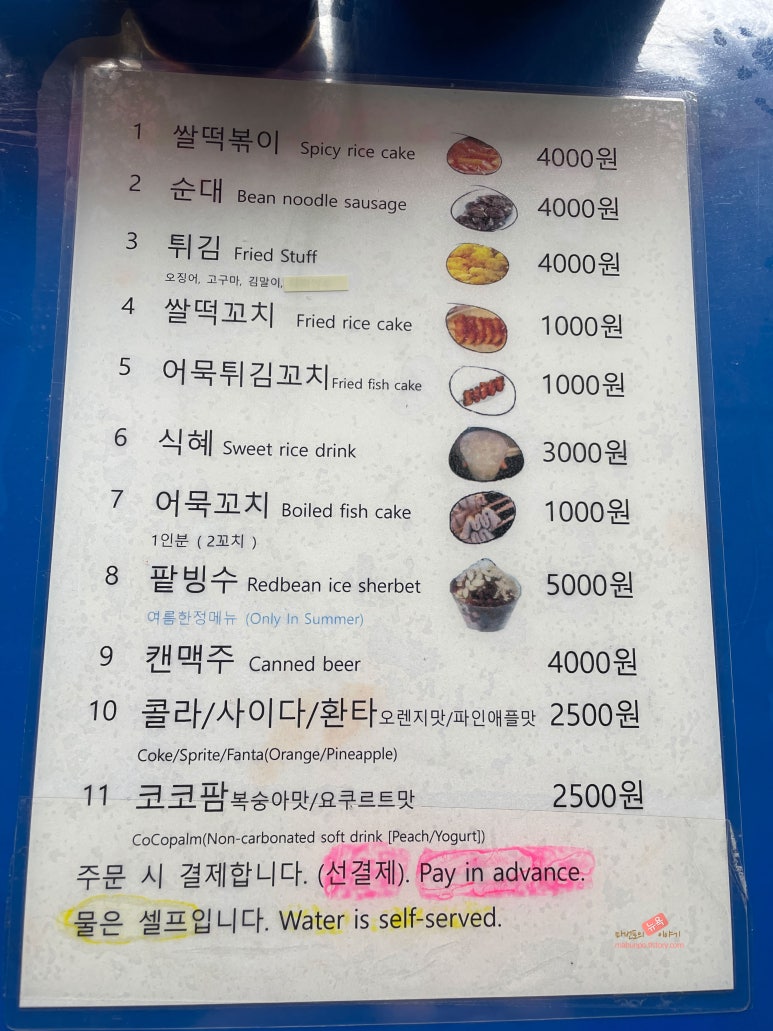 1 쌀떡볶이 Spicy rice cake 4000원
2 순대 Bean noodle sausage 4000원
3 튀김 Fried Stuff 4000원
오징어, 고구마, 김말이,
4 쌀떡꼬치 Fried rice cake 1000원
5 어묵튀김꼬치 Fried fish cake 1000원
6 식혜 Sweet rice drink 3000원
7 어묵꼬치 Boiled fish cake 1000원
1인분 ( 2꼬치 )
8 팥빙수 Redbean ice sherbet 5000원
여름한정메뉴 (Only In Summer)
9 캔맥주 Canned beer 4000원
10 콜라/사이다/환타 오렌지맛/파인애플맛 2500원
Coke/Sprite/Fanta(Orange/Pineapple)
11 코코팜 복숭아맛/요쿠르트맛 2500원
CoCopalm(Non-carbonated soft drink [Peach/Yogurt])
주문 시 결제합니다. (선결제). Pay in advance.
물은 셀프입니다. Water is self-served.